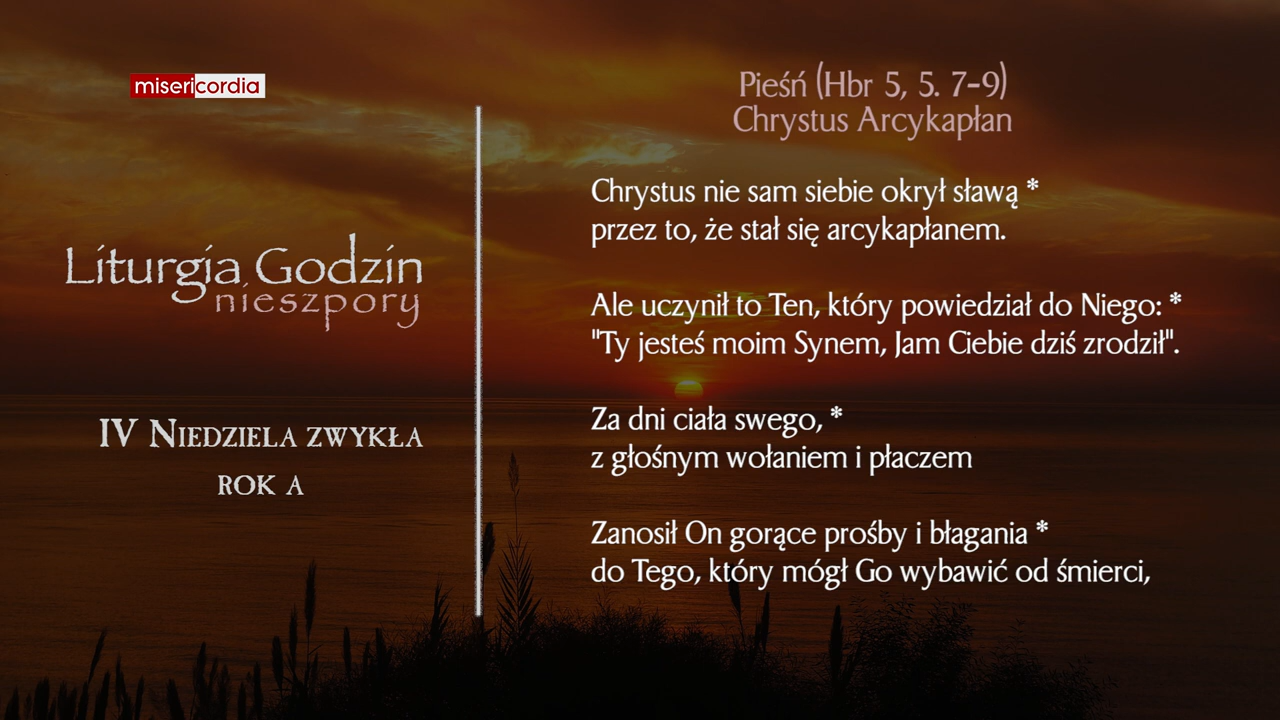 misericordia
Liturgia Godzin
nieszpory
IV Niedziela zwykła
rok A
Pieśń (Hbr 5, 5. 7-9)
Chrystus Arcykapłan
Chrystus nie sam siebie okrył sławą *
przez to, że stał się arcykapłanem.
Ale uczynił to Ten, który powiedział do Niego: *
"Ty jesteś moim Synem, Jam Ciebie dziś zrodził".
Za dni ciała swego, *
z głośnym wołaniem i płaczem
Zanosił On gorące prośby i błagania *
do Tego, który mógł Go wybawić od śmierci,